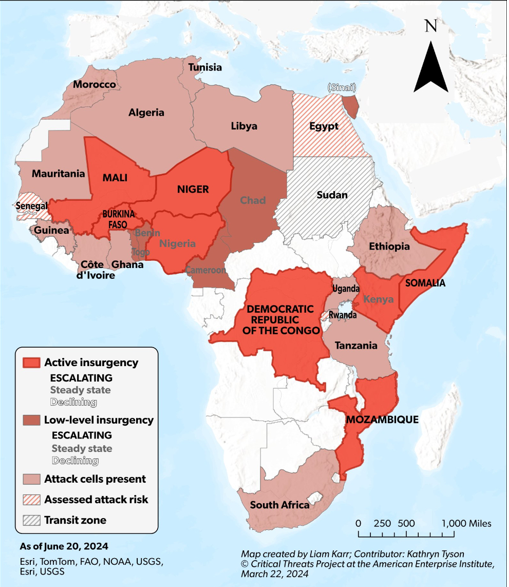 N
Tunisia
(Sinai)
Morocco
Algeria
Libya
Egypt
Mauritania
MALI
NIGER
Chad
Sudan
Senegal
BURKINA
FASO
Benin
Nigeria
Guinea
Togo
Ethiopia
Côte
d'Ivoire
Ghana
Cameroon
SOMALIA
Uganda
Kenya
DEMOCRATIC
REPUBLIC
OF THE CONGO
Rwanda
Tanzania
MOZAMBIQUE
South Africa
Active insurgency
ESCALATING
Steady state
Declining
Low-level insurgency
ESCALATING
Steady state
Declining
Attack cells present
Assessed attack risk
Transit zone
0 250 500 1,000 Miles
As of June 20, 2024
Esri, TomTom, FAO, NOAA, USGS,
Esri, USGS
Map created by Liam Karr; Contributor: Kathryn Tyson
© Critical Threats Project at the American Enterprise Institute,
March 22, 2024